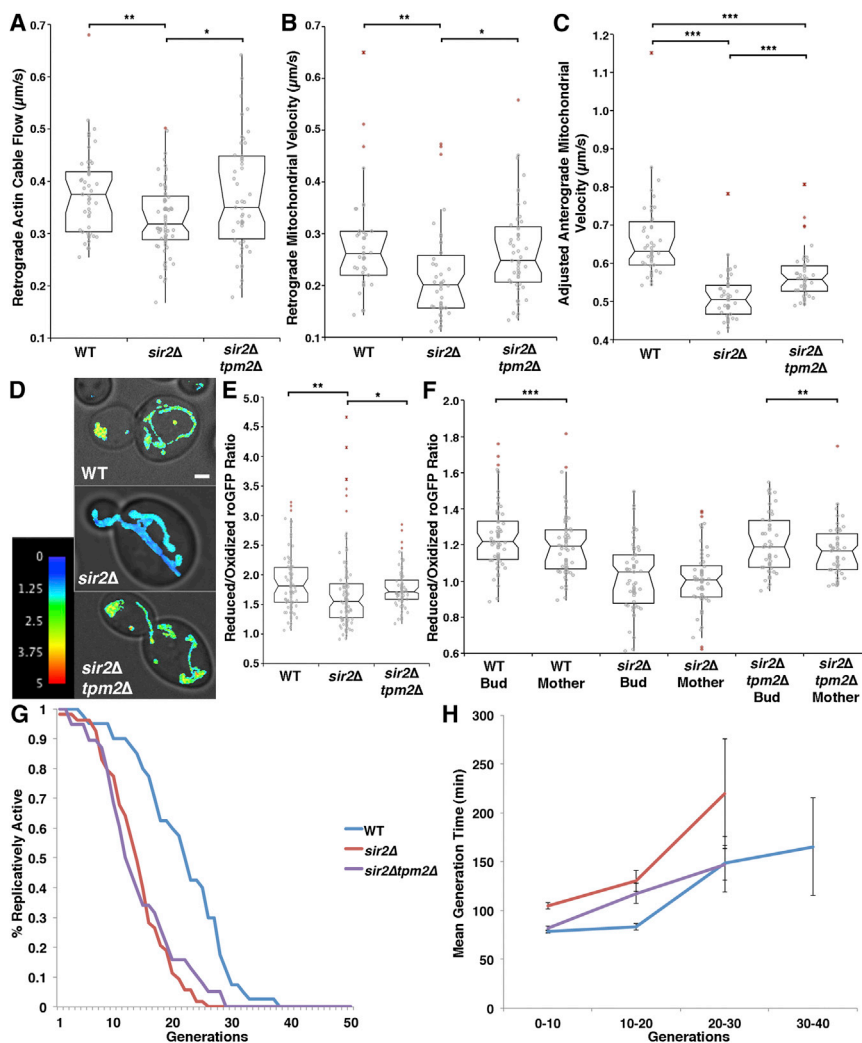 A
Retrograde Actin Cable Flow (µm/s)
0.7
0.6
0.5
0.4
0.3
0.2
0.1
**
*
WT
sir2Δ
sir2Δ
tpm2Δ
B
Retrograde Mitochondrial Velocity (µm/s)
0.7
0.6
0.5
0.4
0.3
0.2
0.1
**
*
WT
sir2Δ
sir2Δ
tpm2Δ
C
Adjusted Anterograde Mitochondrial
Velocity (µm/s)
1.2
1.1
1.0
0.9
0.8
0.7
0.6
0.5
0.4
***
***
***
WT
sir2Δ
sir2Δ
tpm2Δ
D
WT
sir2Δ
sir2Δ
tpm2Δ
0
1.25
2.5
3.75
5
E
Reduced/Oxidized roGFP Ratio
5.0
4.5
4.0
3.5
3.0
2.5
2.0
1.5
1.0
0.5
**
*
WT
sir2Δ
sir2Δ
tpm2Δ
F
Reduced/Oxidized roGFP Ratio
2.0
1.8
1.6
1.4
1.2
1.0
0.8
0.6
***
**
WT
Bud
WT
Mother
sir2Δ
Bud
sir2Δ
Mother
sir2Δ
tpm2Δ
Bud
sir2Δ
tpm2Δ
Mother
G
% Replicatively Active
1
0.9
0.8
0.7
0.6
0.5
0.4
0.3
0.2
0.1
0
1
10
20
30
40
50
Generations
WT
sir2Δ
sir2Δtpm2Δ
H
Mean Generation Time (min)
300
250
200
150
100
50
0
0-10
10-20
20-30
30-40
Generations